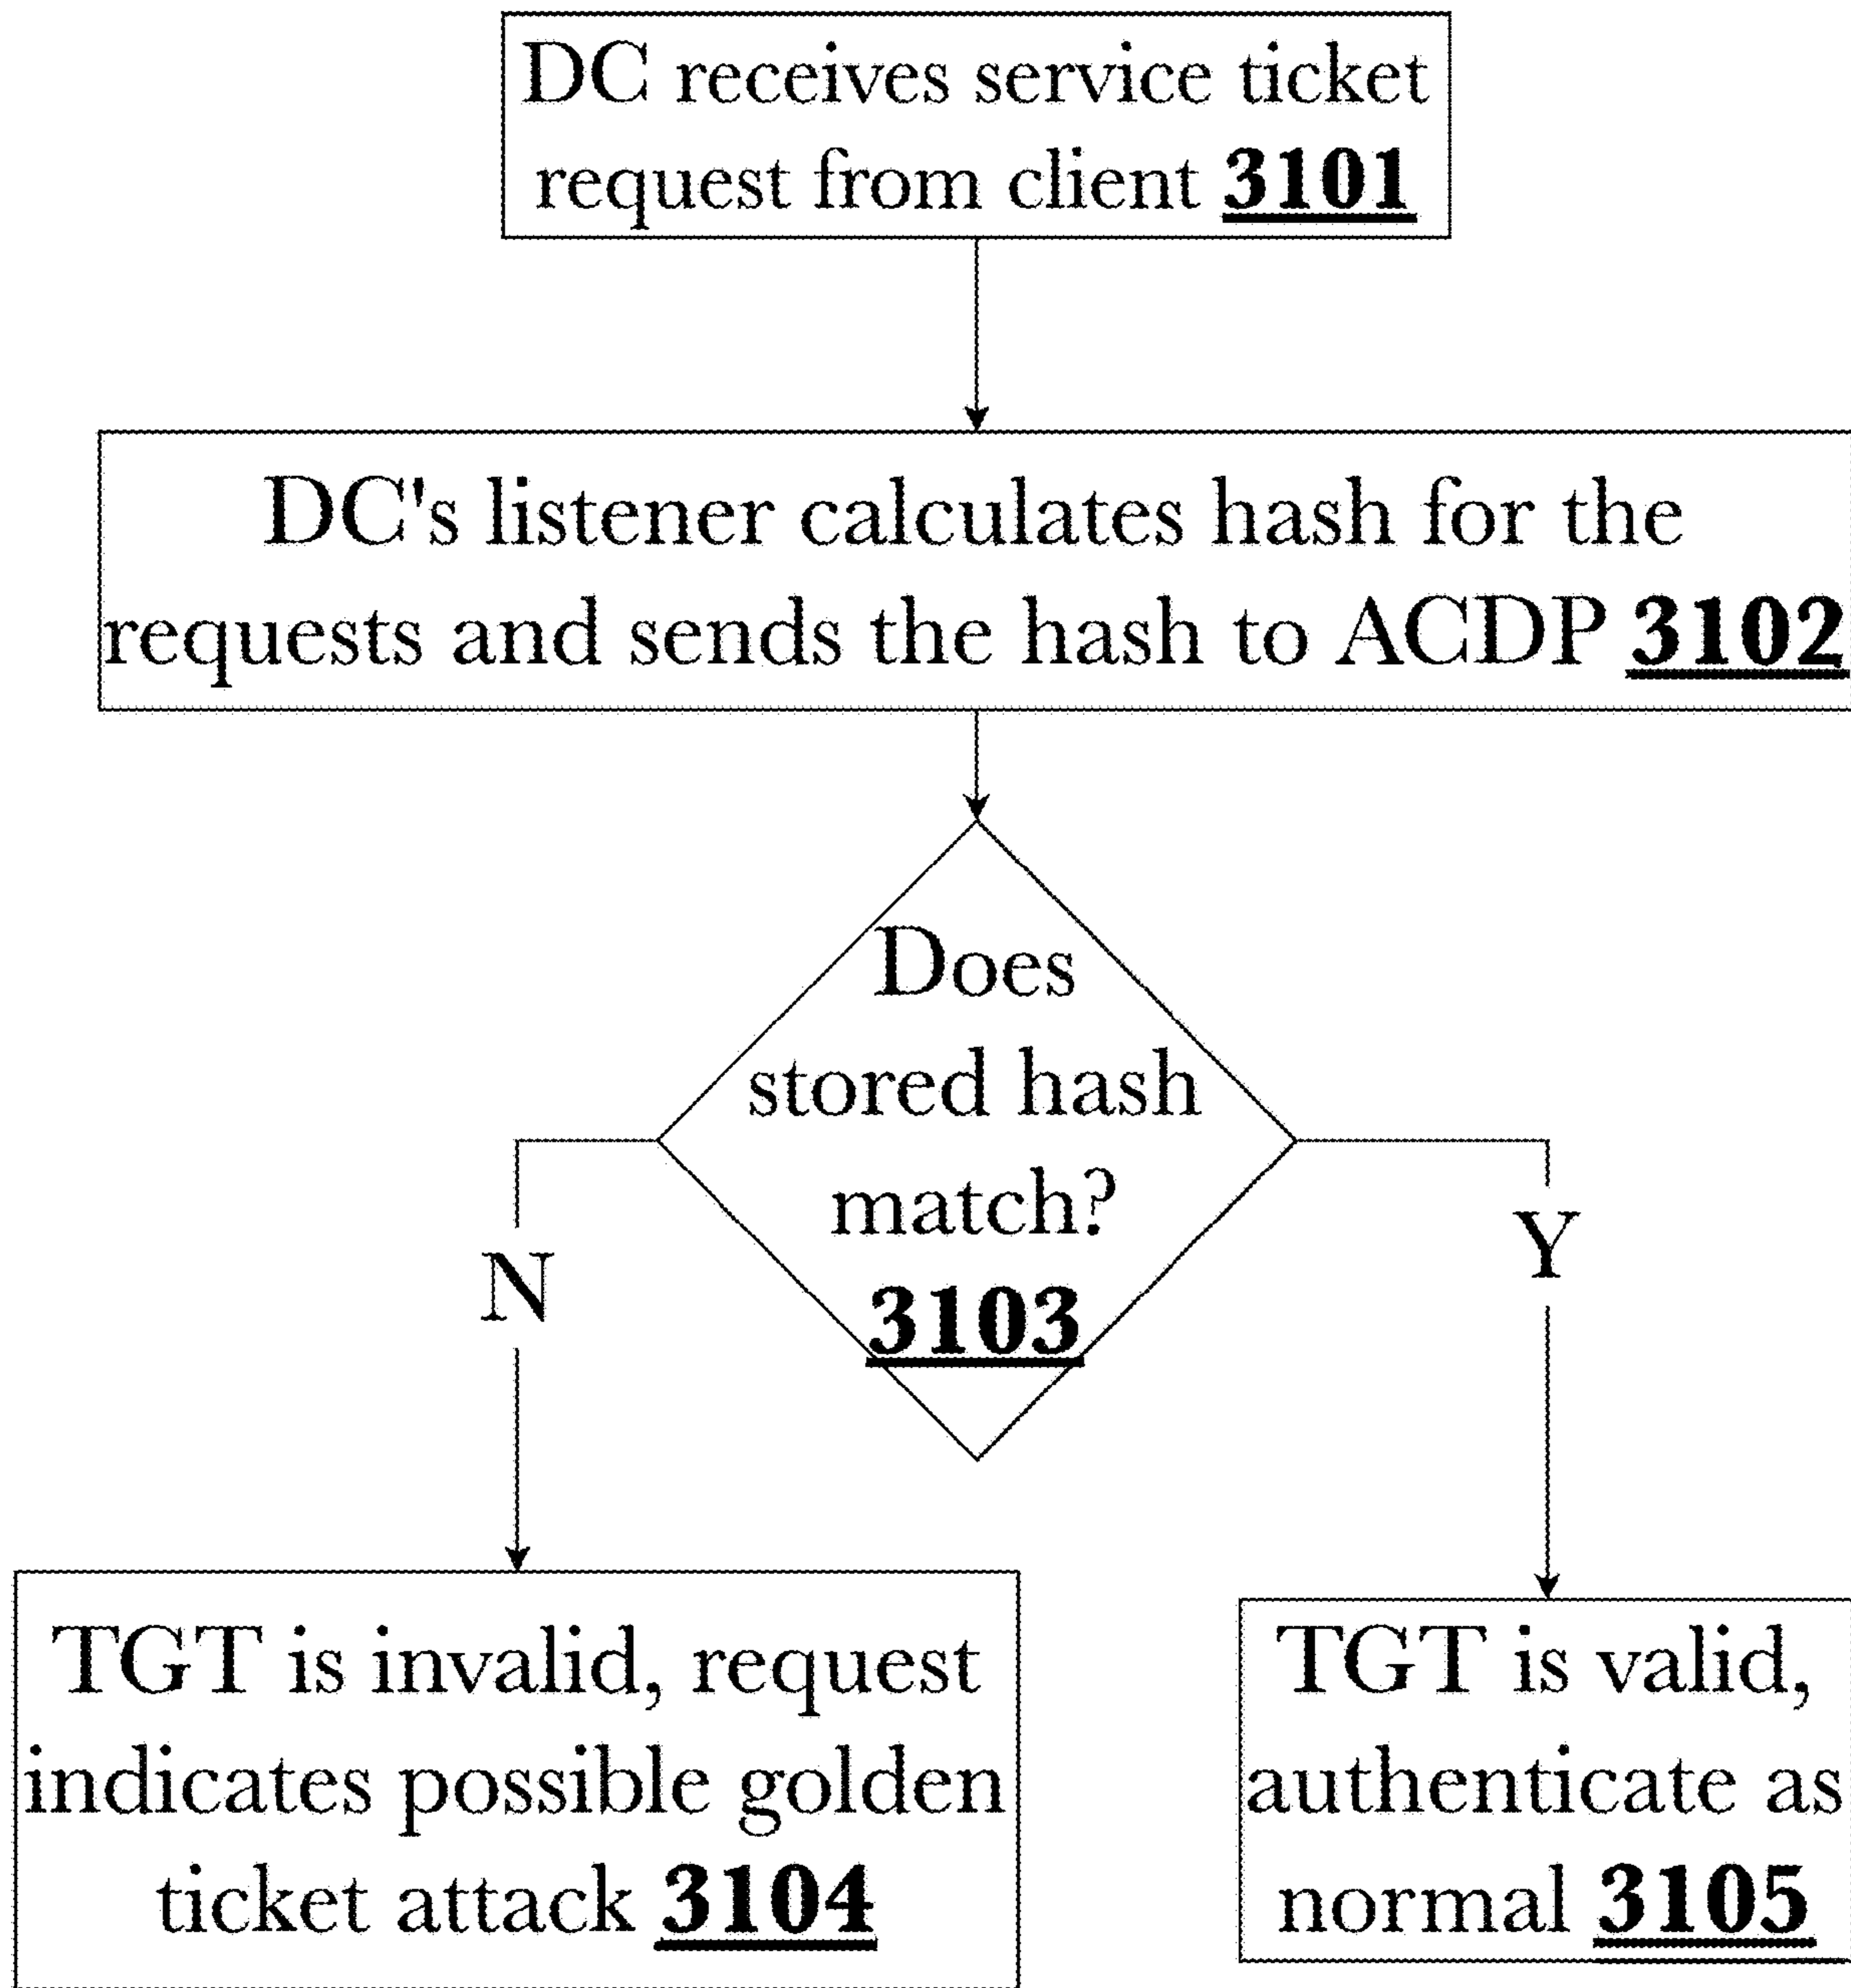 DC receives service ticket
request from client 3101
DC's listener calculates hash for the
requests and sends the hash to ACDP 3102
Does
stored hash
match?
3103
N
Y
TGT is invalid, request
indicates possible golden
ticket attack 3104
TGT is valid,
authenticate as
normal 3105